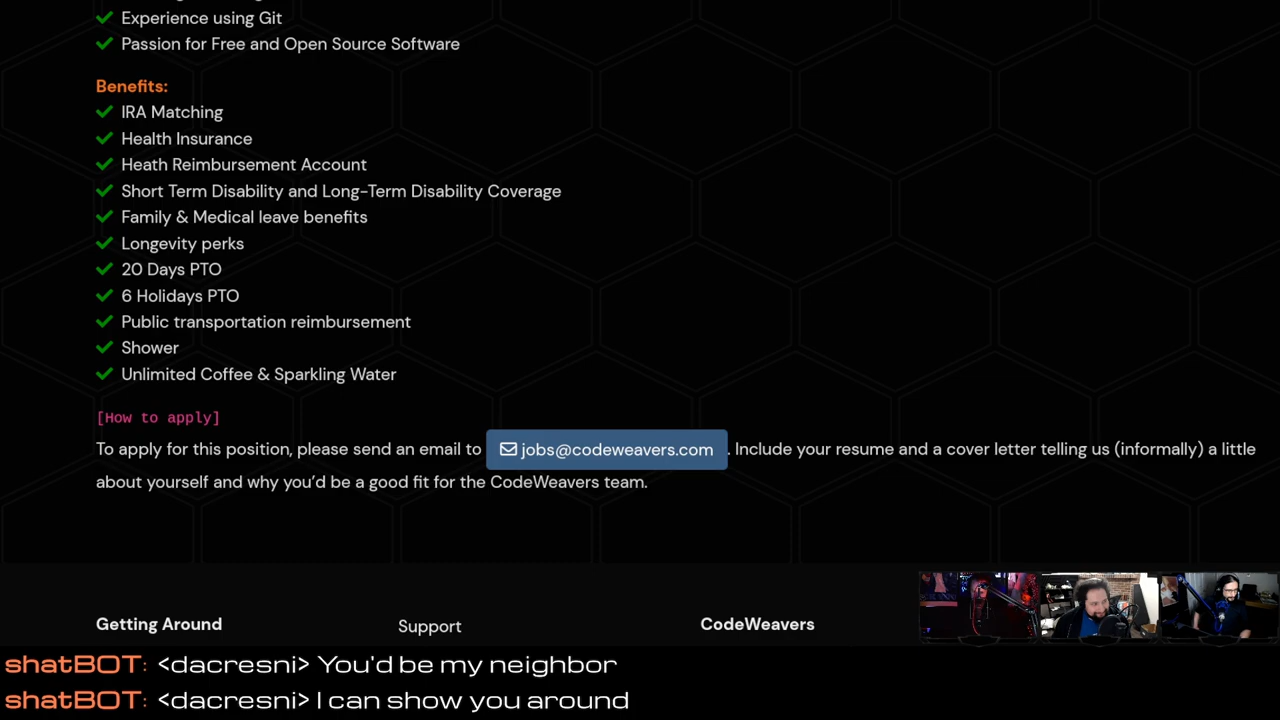 Experience using Git
Passion for Free and Open Source Software
Benefits:
IRA Matching
Health Insurance
Heath Reimbursement Account
Short Term Disability and Long-Term Disability Coverage
Family & Medical leave benefits
Longevity perks
20 Days PTO
6 Holidays PTO
Public transportation reimbursement
Shower
Unlimited Coffee & Sparkling Water
[How to apply]
To apply for this position, please send an email to jobs@codeweavers.com. Include your resume and a cover letter telling us (informally) a little
about yourself and why you’d be a good fit for the CodeWeavers team.
Getting Around
Support
CodeWeavers
shatBOT: <dacresni> You'd be my neighbor
shatBOT: <dacresni> I can show you around